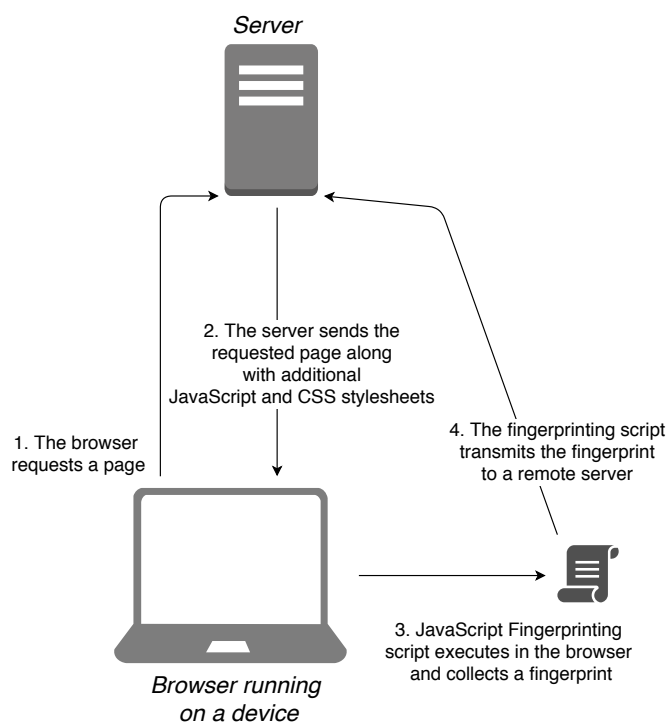 Server
2. The server sends the
requested page along
with additional
JavaScript and CSS stylesheets
1. The browser
requests a page
4. The fingerprinting script
transmits the fingerprint
to a remote server
3. JavaScript Fingerprinting
script executes in the browser
and collects a fingerprint
Browser running
on a device